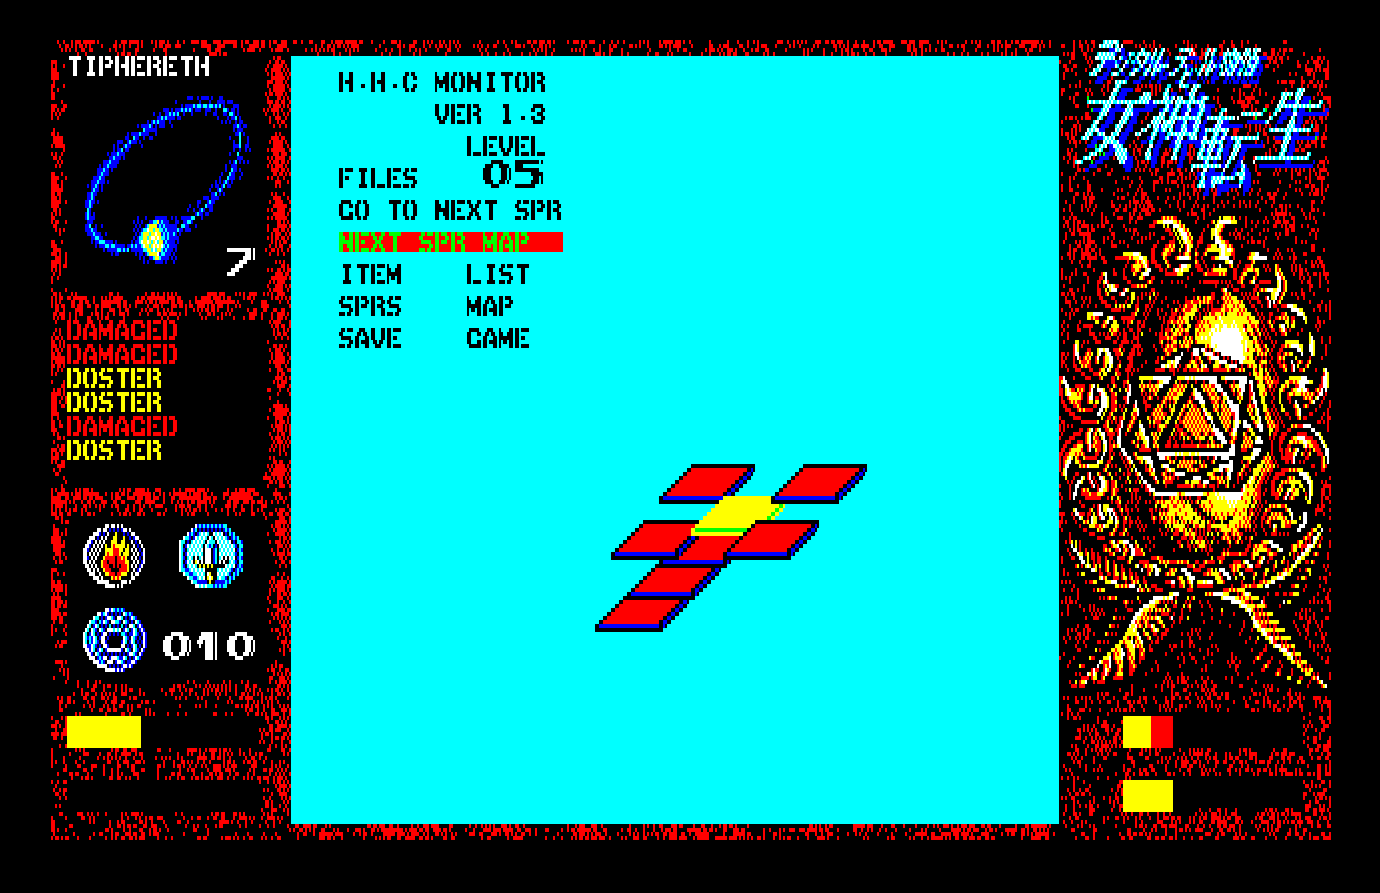 TIPHERETH
7
DAMAGED
DAMAGED
DOSTER
DOSTER
DAMAGED
DOSTER
010
H.H.C MONITOR
VER 1.3
LEVEL
FILES 05
GO TO NEXT SPR
NEXT SPR MAP
ITEM LIST
SPRS MAP
SAVE GAME
デジタル・デビル物語
女神転生